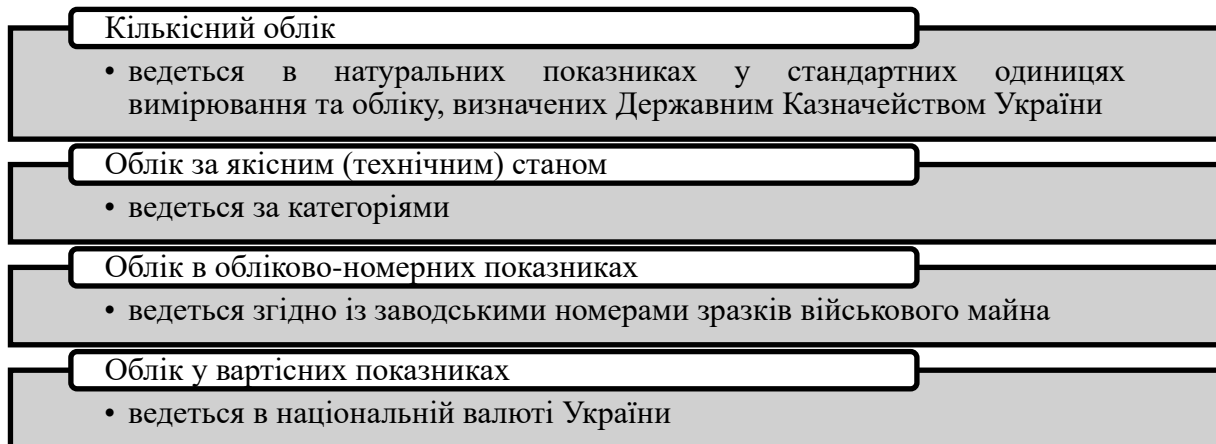 Кількісний облік
• ведеться в натуральних показниках у стандартних одиницях
вимірювання та обліку, визначених Державним Казначейством України
Облік за якісним (технічним) станом
• ведеться за категоріями
Облік в обліково-номерних показниках
• ведеться згідно із заводськими номерами зразків військового майна
Облік у вартісних показниках
• ведеться в національній валюті України